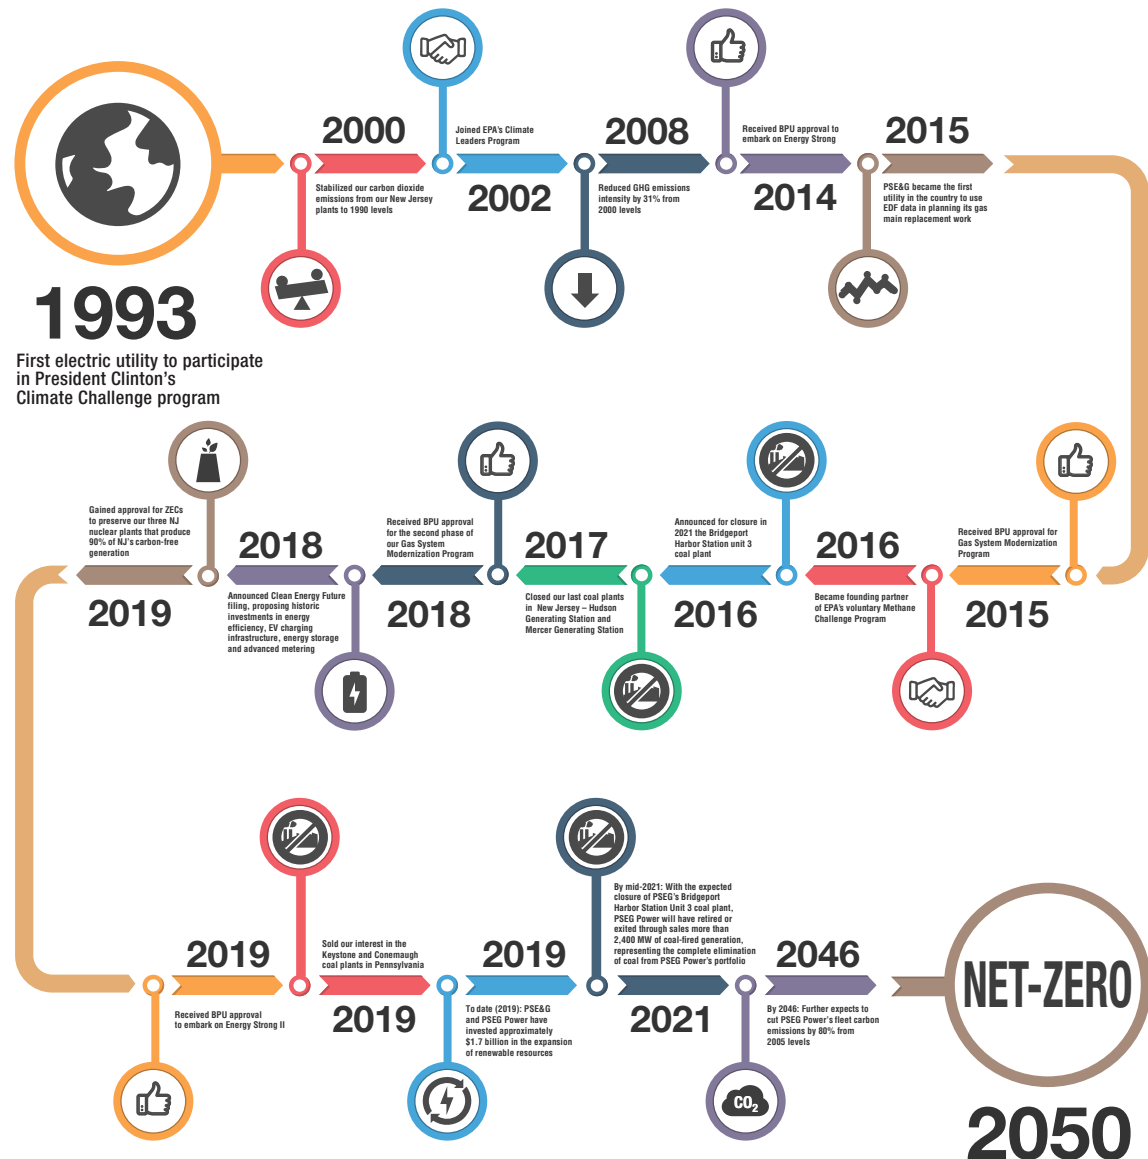 1993
First electric utility to participate
in President Clinton's
Climate Challenge program
2000
Stabilized our carbon dioxide
emissions from our New Jersey
plants to 1990 levels
Joined EPA's Climate
Leaders Program
2002
2008
Reduced GHG emissions
intensity by 31% from
2000 levels
Received BPU approval to
embark on Energy Strong
2014
2015
PSE&G became the first
utility in the country to use
EDF data in planning its gas
main replacement work
Received BPU approval for
Gas System Modernization
Program
2015
2016
Became founding partner
of EPA's voluntary Methane
Challenge Program
Announced for closure in
2021 the Bridgeport
Harbor Station unit 3
coal plant
2016
2017
Closed our last coal plants
in New Jersey – Hudson
Generating Station and
Mercer Generating Station
Received BPU approval
for the second phase of
our Gas System
Modernization Program
2018
2018
Announced Clean Energy Future
filing, proposing historic
investments in energy
efficiency, EV charging
infrastructure, energy storage
and advanced metering
Gained approval for ZECs
to preserve our three NJ
nuclear plants that produce
90% of NJ's carbon-free
generation
2019
2019
Received BPU approval
to embark on Energy Strong II
Sold our interest in the
Keystone and Conemaugh
coal plants in Pennsylvania
2019
2019
To date (2019): PSE&G
and PSEG Power have
invested approximately
$1.7 billion in the expansion
of renewable resources
By mid-2021: With the expected
closure of PSEG's Bridgeport
Harbor Station Unit 3 coal plant,
PSEG Power will have retired or
exited through sales more than
2,400 MW of coal-fired generation,
representing the complete elimination
of coal from PSEG Power's portfolio
2021
2046
By 2046: Further expects to
cut PSEG Power's fleet carbon
emissions by 80% from
2005 levels
CO₂
NET-ZERO
2050